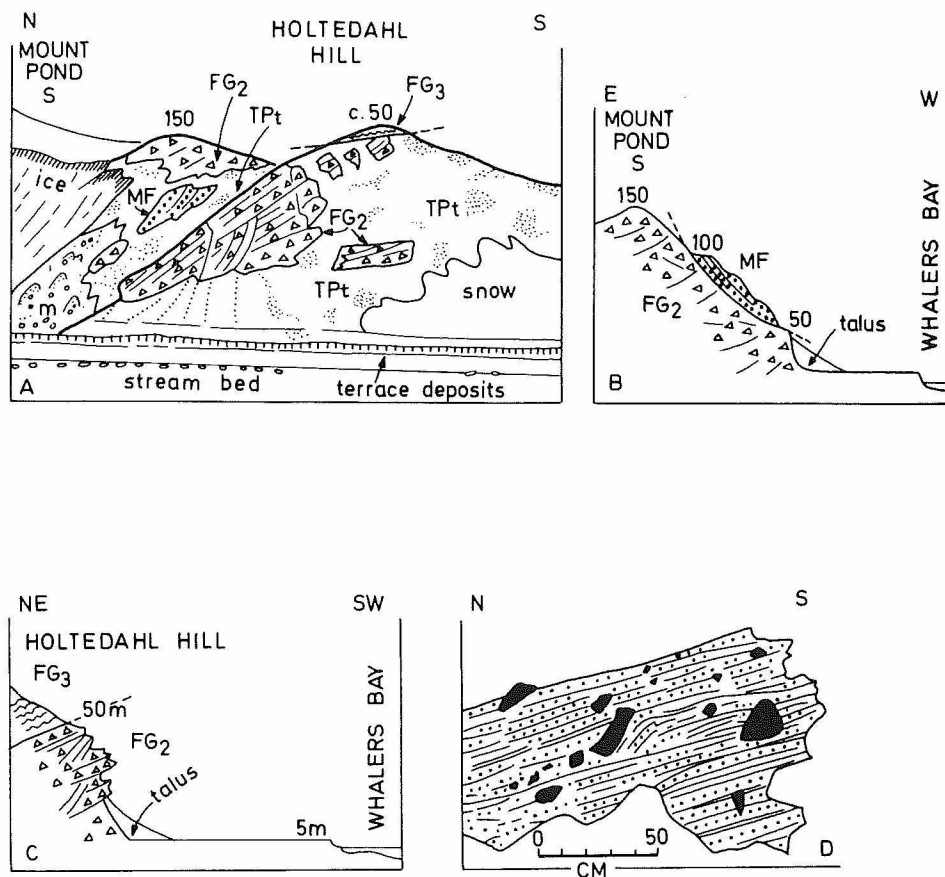 N
HOLTEDAHL
HILL
S
MOUNT
POND
S
FG2
TPt
FG3
150
c. 50
ice
MF
TPt
FG2
TPt
snow
m
A
stream bed
terrace deposits
E
W
MOUNT
POND
S
150
100
MF
FG2
50
talus
WHALERS BAY
B
NE
SW
HOLTEDAHL HILL
FG3
50m
FG2
talus
5m
WHALERS BAY
C
N
S
0
50
CM
D